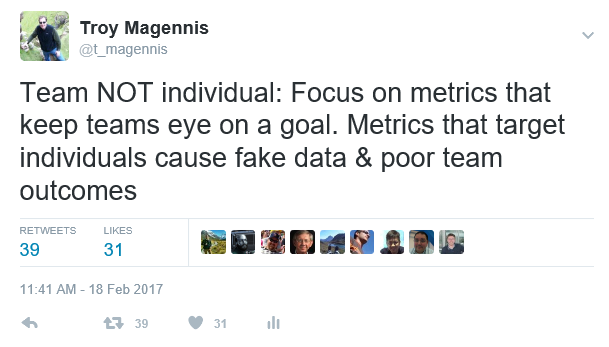 Troy Magennis
@t_magennis
Team NOT individual: Focus on metrics that
keep teams eye on a goal. Metrics that target
individuals cause fake data & poor team
outcomes
RETWEETS LIKES
39 31
11:41 AM - 18 Feb 2017
39 31